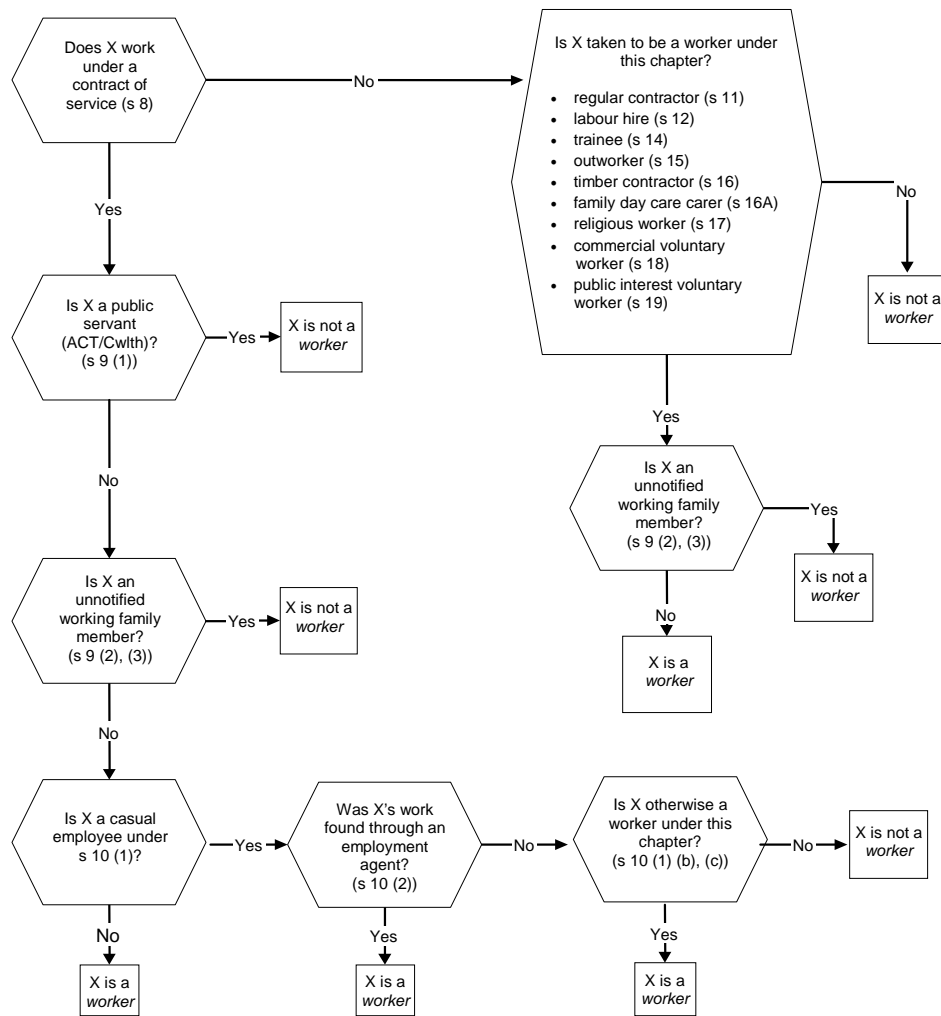 Does X work
under a
contract of
service (s 8)
No
Is X taken to be a worker under
this chapter?
• regular contractor (s 11)
• labour hire (s 12)
• trainee (s 14)
• outworker (s 15)
• timber contractor (s 16)
• family day care carer (s 16A)
• religious worker (s 17)
• commercial voluntary
worker (s 18)
• public interest voluntary
worker (s 19)
No
X is not a
worker
Yes
Is X a public
servant
(ACT/Cwlth)?
(s 9 (1))
Yes
X is not a
worker
Yes
Is X an
unnotified
working family
member?
(s 9 (2), (3))
Yes
X is not a
worker
No
X is a
worker
No
Is X an
unnotified
working family
member?
(s 9 (2), (3))
Yes
X is not a
worker
No
Is X a casual
employee under
s 10 (1)?
Yes
Was X's work
found through an
employment
agent?
(s 10 (2))
No
Is X otherwise a
worker under this
chapter?
(s 10 (1) (b), (c))
No
X is not a
worker
No
X is a
worker
Yes
X is a
worker
Yes
X is a
worker